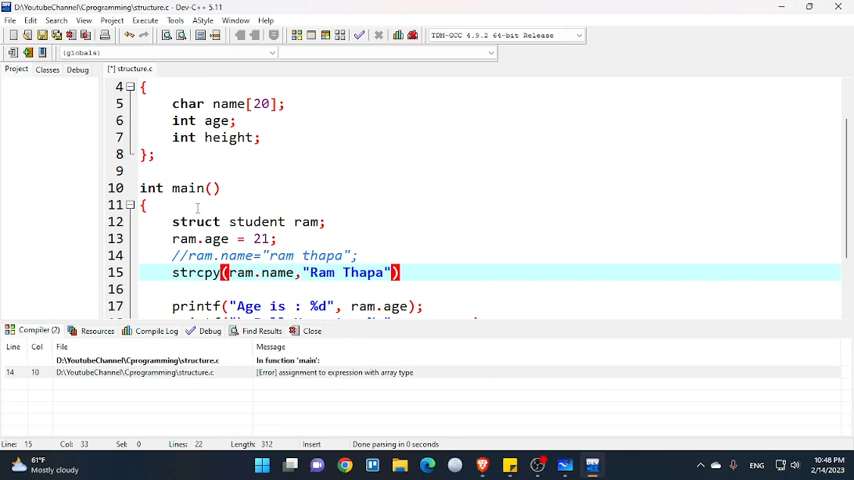 D:\YoutubeChannel\Cprogramming\structure.c - Dev-C++ 5.11
File Edit Search View Project Execute Tools AStyle Window Help
TDM-GCC 4.9.2 64-bit Release
(globals)
Project Classes Debug [*] structure.c
4 {
5 char name[20];
6 int age;
7 int height;
8 };
9
10 int main()
11 {
12 struct student ram;
13 ram.age = 21;
14 //ram.name="ram thapa";
15 strcpy(ram.name,"Ram Thapa")
16
17 printf("Age is : %d", ram.age);
Compiler (2) Resources Compile Log Debug Find Results Close
Line Col File Message
D:\YoutubeChannel\Cprogramming\structure.c In function 'main':
14 10 D:\YoutubeChannel\Cprogramming\structure.c [Error] assignment to expression with array type
Line: 15 Col: 33 Sel: 0 Lines: 22 Length: 312 Insert Done parsing in 0 seconds
61°F
Mostly cloudy
ENG
10:48 PM
2/14/2023